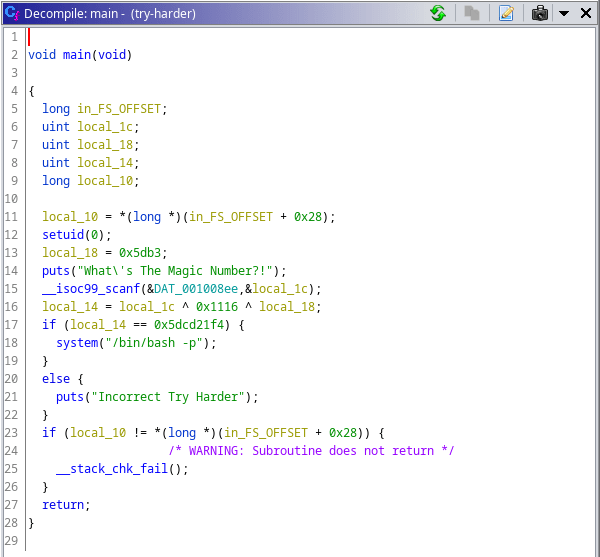 Decompile: main - (try-harder)
1
2 void main(void)
3
4 {
5 long in_FS_OFFSET;
6 uint local_1c;
7 uint local_18;
8 uint local_14;
9 long local_10;
10
11 local_10 = *(long *)(in_FS_OFFSET + 0x28);
12 setuid(0);
13 local_18 = 0x5db3;
14 puts("What\'s The Magic Number?!");
15 __isoc99_scanf(&DAT_001008ee,&local_1c);
16 local_14 = local_1c ^ 0x1116 ^ local_18;
17 if (local_14 == 0x5dcd21f4) {
18 system("/bin/bash -p");
19 }
20 else {
21 puts("Incorrect Try Harder");
22 }
23 if (local_10 != *(long *)(in_FS_OFFSET + 0x28)) {
24 /* WARNING: Subroutine does not return */
25 __stack_chk_fail();
26 }
27 return;
28 }
29